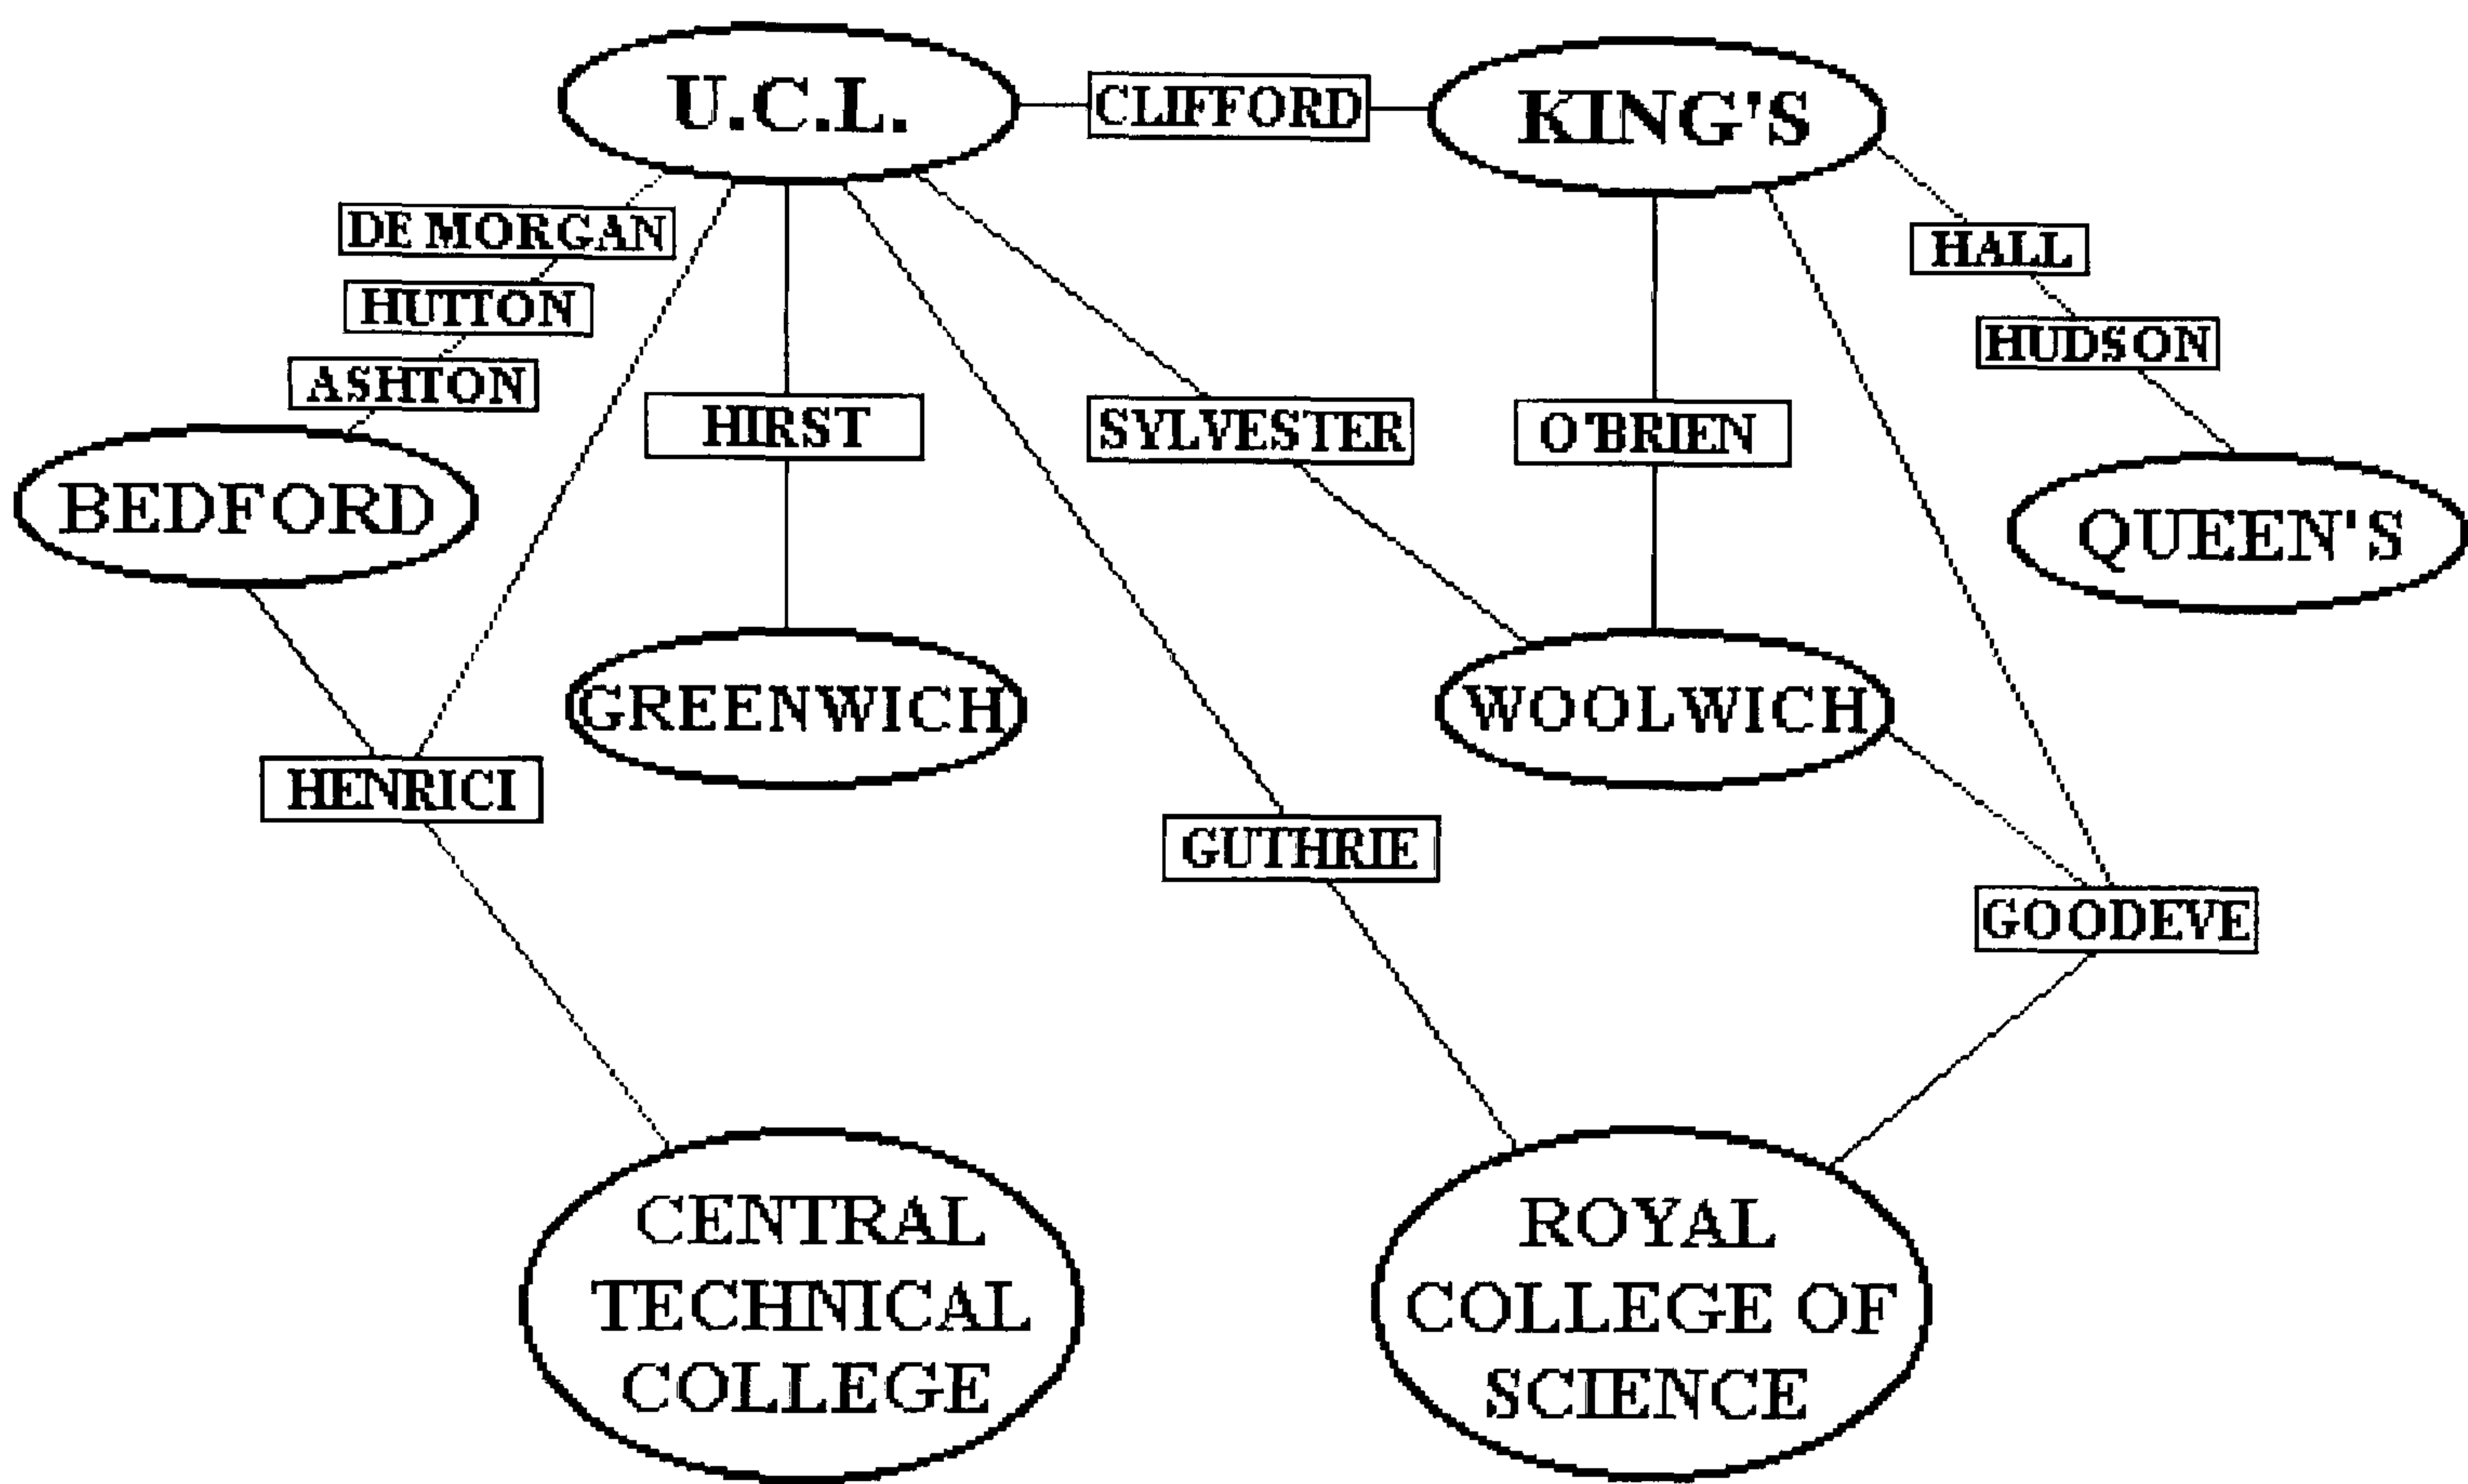 U.C.L.
CLIFFORD
KING'S
DE MORGAN
HALL
HUTTON
HUDSON
ASHTON
HIRST
SYLVESTER
O'BRIEN
BEDFORD
QUEEN'S
GREENWICH
WOOLWICH
HENRICI
GUTHRIE
GOODEVE
CENTRAL
TECHNICAL
COLLEGE
ROYAL
COLLEGE OF
SCIENCE